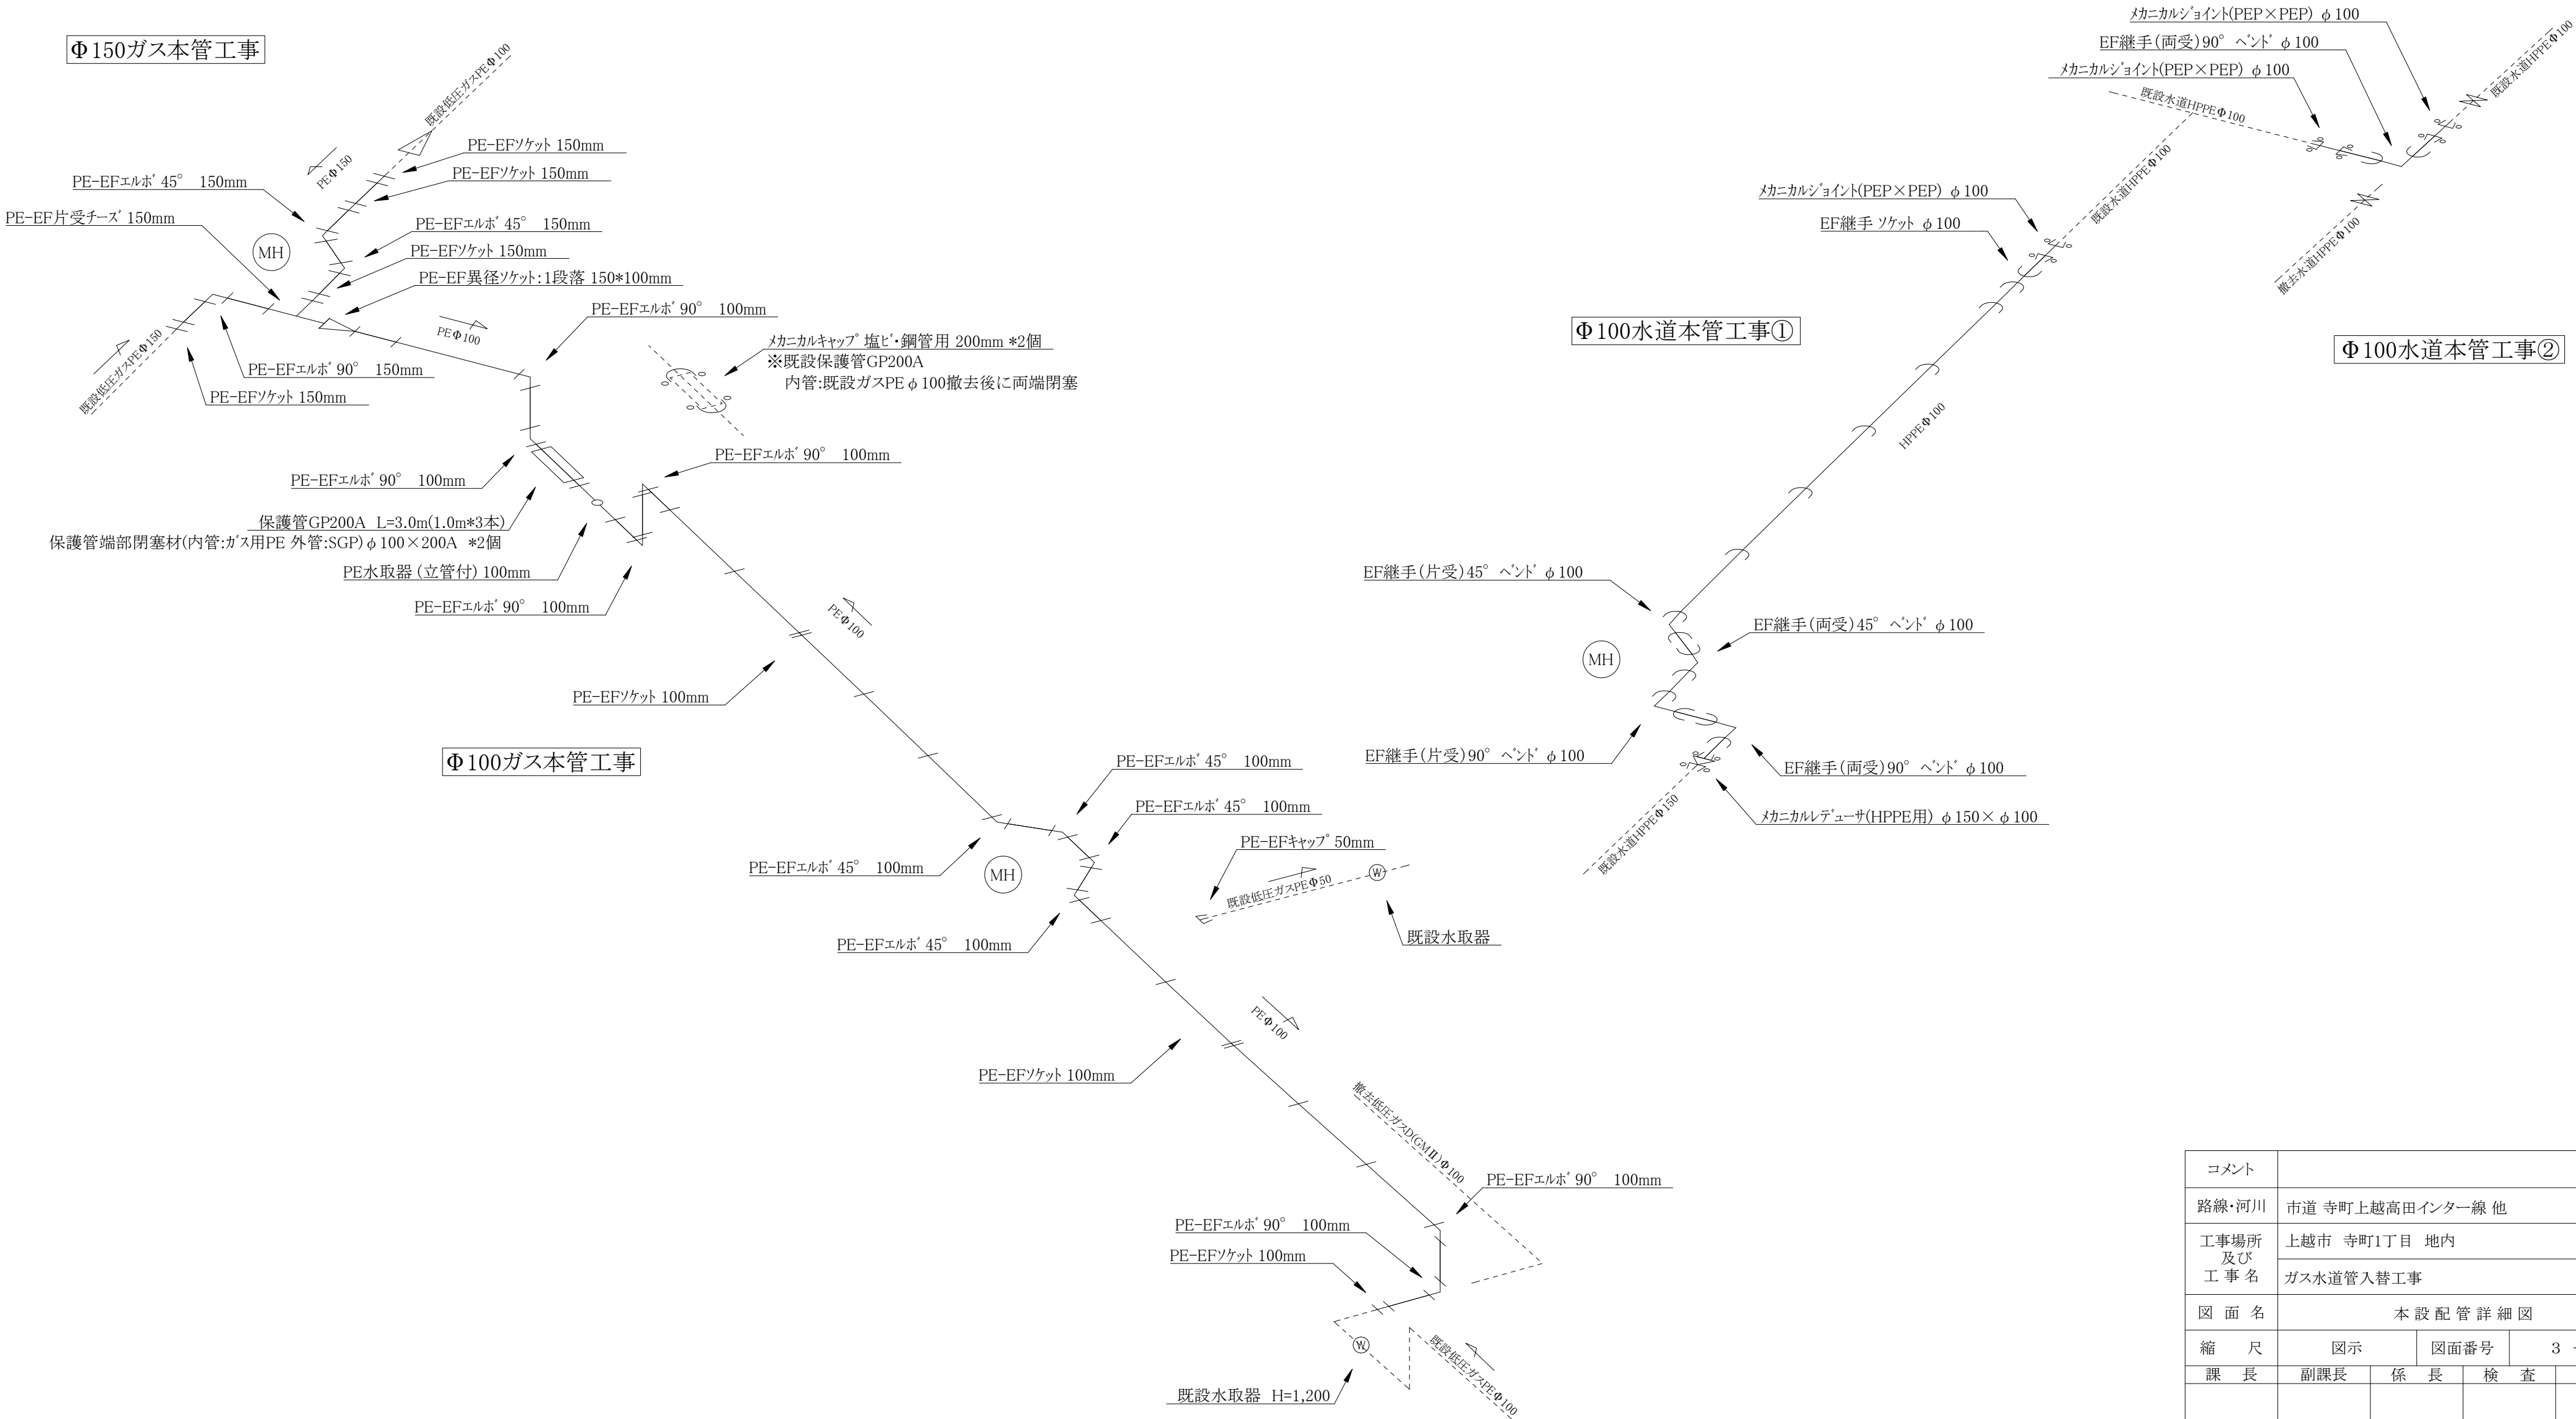 Φ150ガス本管工事
既設低圧ガスPEΦ100
PE-EFソケット 150mm
PE-EFソケット 150mm
PEΦ150
PE-EFエルボ 45° 150mm
PE-EF片受チーズ 150mm
MH
PE-EFエルボ 45° 150mm
PE-EFソケット 150mm
PE-EF異径ソケット:1段落 150*100mm
PE-EFエルボ 90° 100mm
PEΦ100
既設低圧ガスPEΦ150
PE-EFエルボ 90° 150mm
PE-EFソケット 150mm
メカニカルキャップ 塩ビ・鋼管用 200mm *2個
※既設保護管GP200A
内管:既設ガスPEφ100撤去後に両端閉塞
PE-EFエルボ 90° 100mm
PE-EFエルボ 90° 100mm
保護管GP200A L=3.0m(1.0m*3本)
保護管端部閉塞材(内管:ガス用PE 外管:SGP)φ100×200A *2個
PE水取器 (立管付) 100mm
PE-EFエルボ 90° 100mm
PEΦ100
PE-EFソケット 100mm
Φ100ガス本管工事
PE-EFエルボ 45° 100mm
PE-EFエルボ 45° 100mm
PE-EFエルボ 45° 100mm
MH
PE-EFキャップ 50mm
既設低圧ガスPEΦ50
W
既設水取器
PE-EFエルボ 45° 100mm
PEΦ100
PE-EFソケット 100mm
撤去低圧ガスD(GMⅡ)Φ100
PE-EFエルボ 90° 100mm
PE-EFエルボ 90° 100mm
PE-EFソケット 100mm
W
既設低圧ガスPEΦ100
既設水取器 H=1,200
メカニカルジョイント(PEP×PEP) φ100
EF継手(両受)90° ベンド φ100
メカニカルジョイント(PEP×PEP) φ100
既設水道HPPEΦ100
既設水道HPPEΦ100
既設水道HPPEΦ100
撤去水道HPPEΦ100
メカニカルジョイント(PEP×PEP) φ100
EF継手 ソケット φ100
Φ100水道本管工事①
Φ100水道本管工事②
HPPEΦ100
EF継手(片受)45° ベンド φ100
EF継手(両受)45° ベンド φ100
MH
EF継手(片受)90° ベンド φ100
EF継手(両受)90° ベンド φ100
メカニカルレデューサ(HPPE用) φ150×φ100
既設水道HPPEΦ150
コメント
路線・河川 市道 寺町上越高田インター線 他
工事場所
及び
工事名
上越市 寺町1丁目 地内
ガス水道管入替工事
図面名 本設配管詳細図
縮尺 図示 図面番号 3
課長 副課長 係長 検査